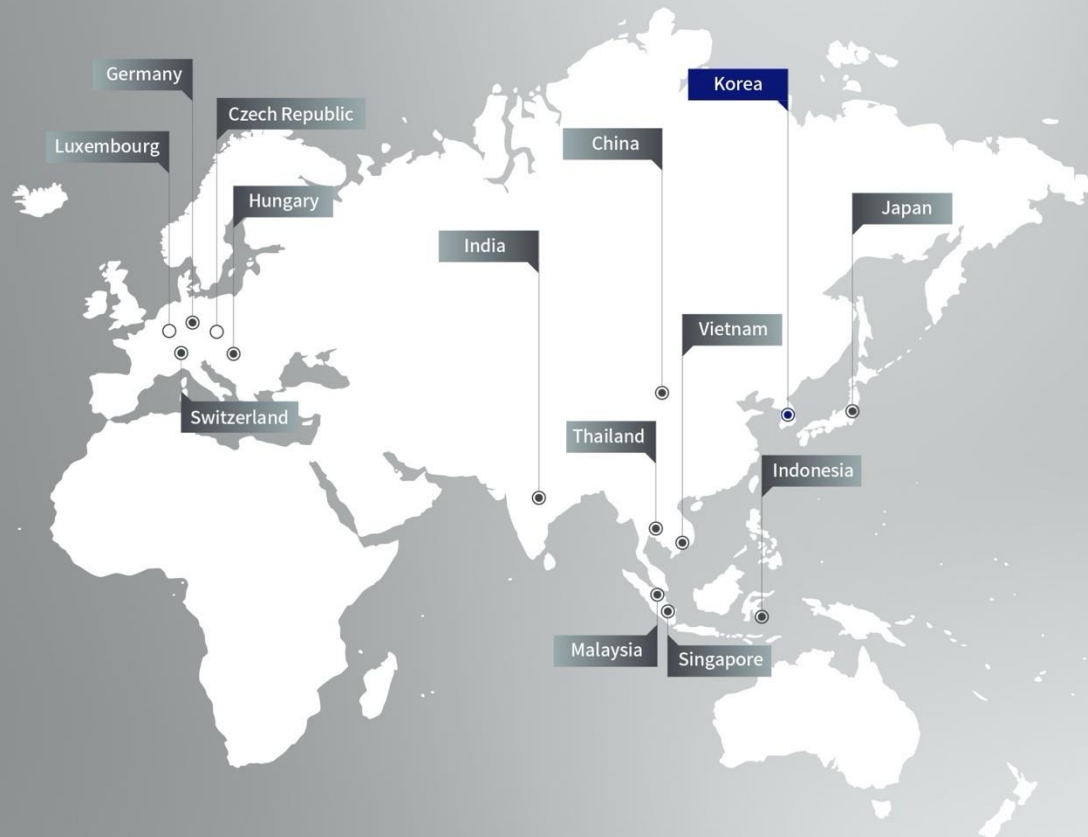 Germany
Korea
Czech Republic
China
Luxembourg
Hungary
Japan
India
Vietnam
Switzerland
Thailand
Indonesia
Malaysia
Singapore